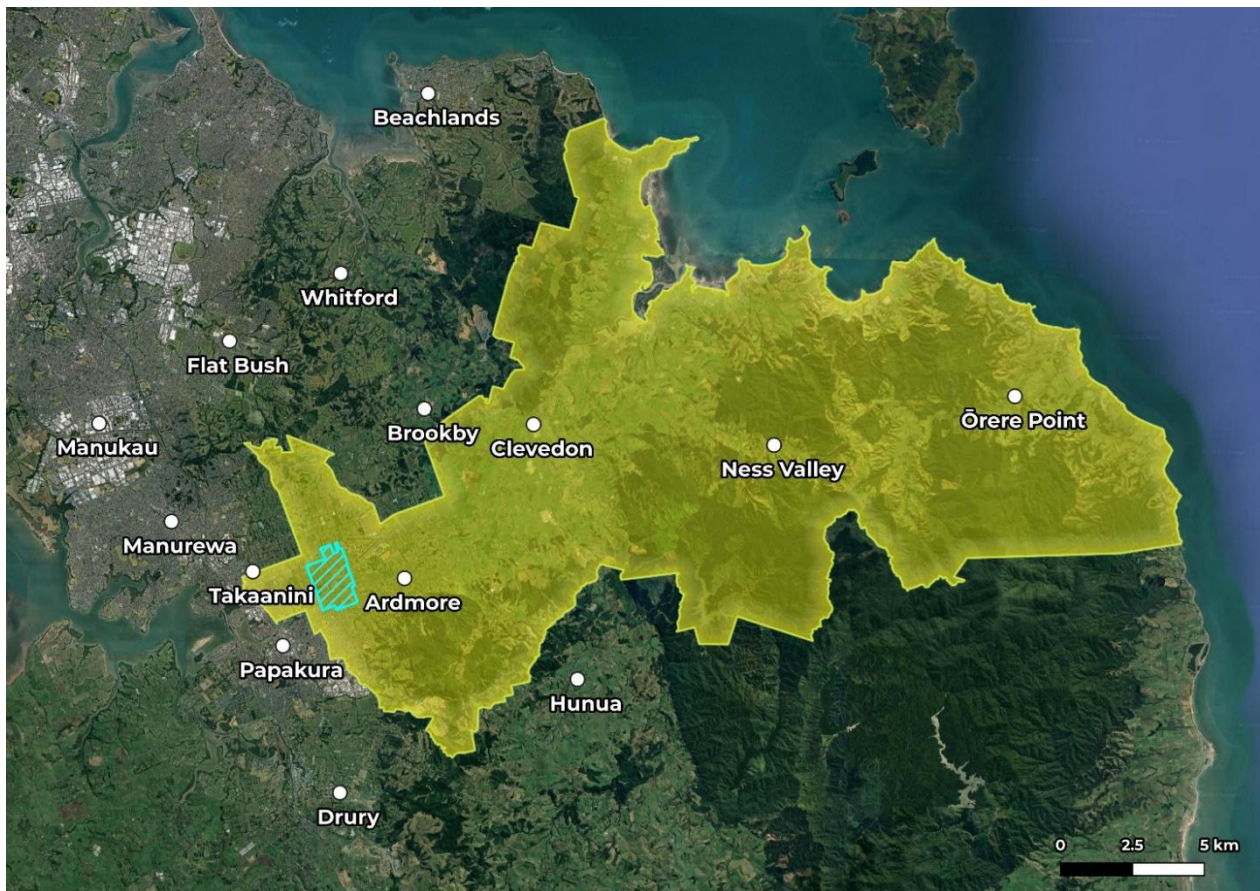 Beachlands
Whitford
Flat Bush
Manukau
Brookby
Clevedon
Ōrere Point
Ness Valley
Manurewa
Takaanini
Ardmore
Papakura
Hunua
Drury
0 2.5 5 km